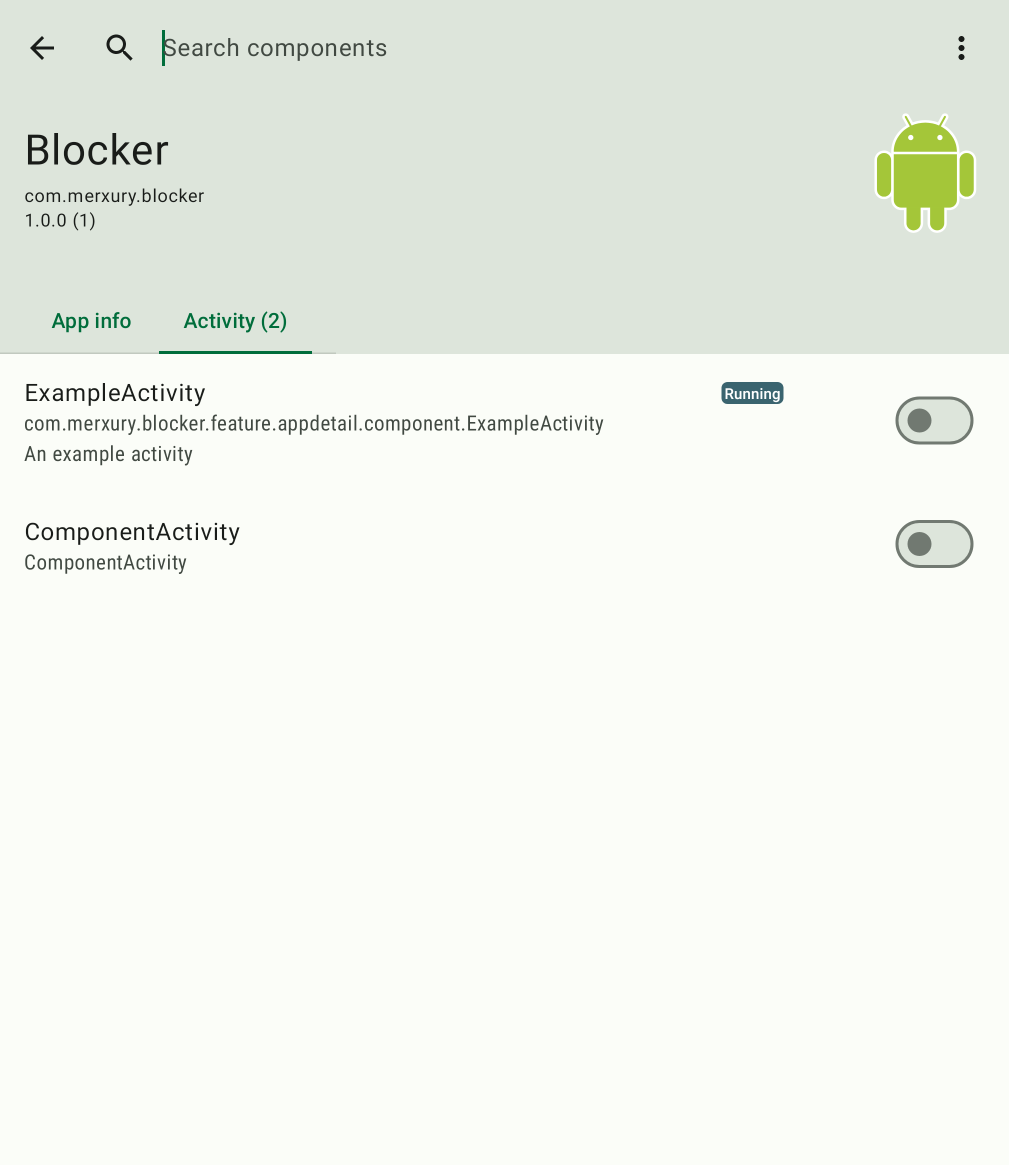 Search components
Blocker
com.merxury.blocker
1.0.0 (1)
App info
Activity (2)
ExampleActivity
Running
com.merxury.blocker.feature.appdetail.component.ExampleActivity
An example activity
ComponentActivity
ComponentActivity